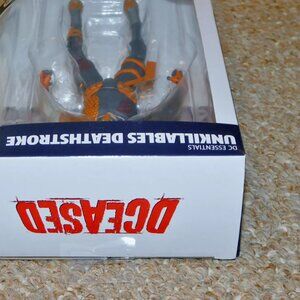 DC ESSENTIALS
UNKILLABLES DEATHSTROKE
DCEASED